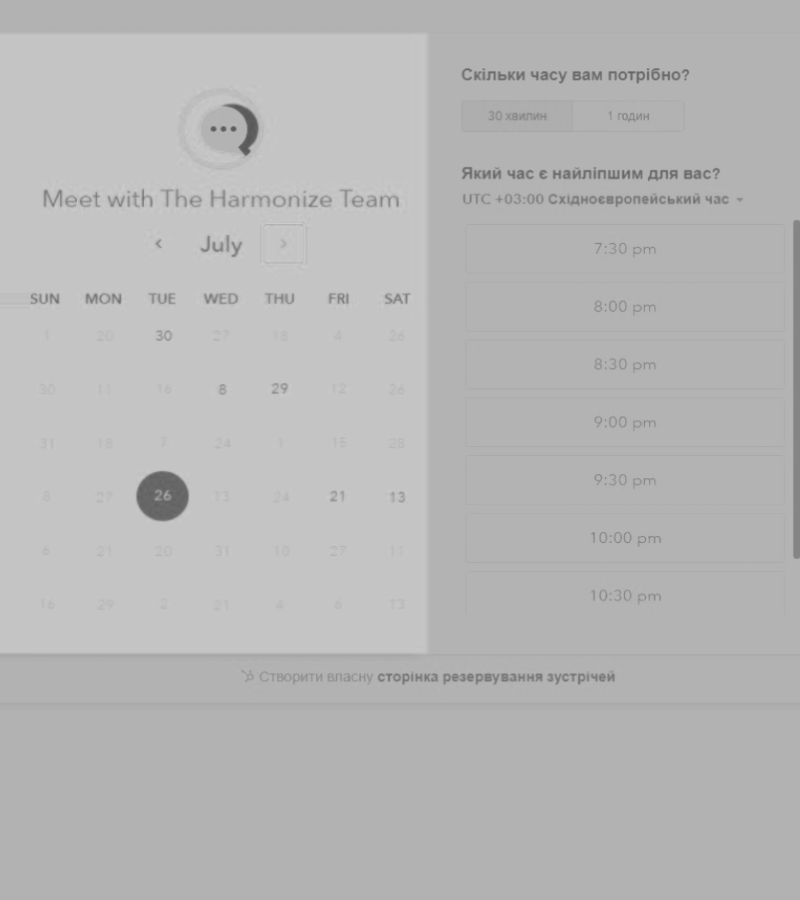 Meet with The Harmonize Team
July
SUN MON TUE WED THU FRI SAT
1 20 30 27 18 4 26
30 11 16 8 29 12 26
31 18 7 24 1 15 28
8 27 26 13 24 21 13
6 21 20 31 10 27 11
16 29 2 21 4 6 13
Скільки часу вам потрібно?
30 хвилин 1 годин
Який час є найліпшим для вас?
UTC +03:00 Східноєвропейський час
7:30 pm
8:00 pm
8:30 pm
9:00 pm
9:30 pm
10:00 pm
10:30 pm
Створити власну сторінка резервування зустрічей